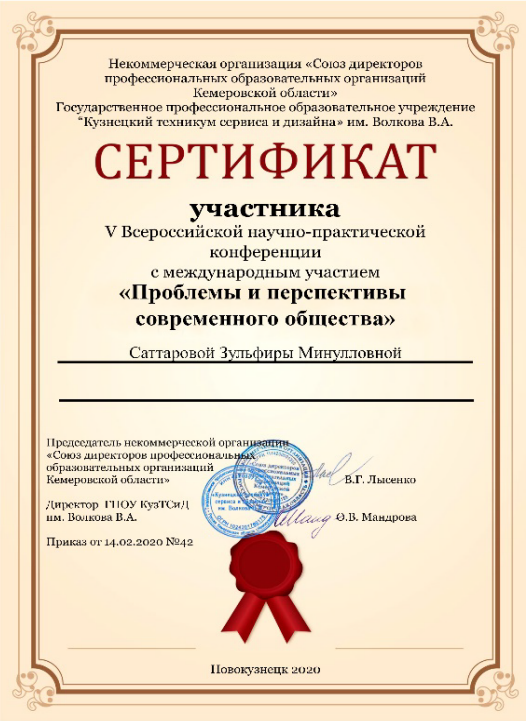 Некоммерческая организация «Союз директоров
профессиональных образовательных организаций
Кемеровской области»
Государственное профессиональное образовательное учреждение
“Кузнецкий техникум сервиса и дизайна» им. Волкова В.А.
СЕРТИФИКАТ
участника
V Всероссийской научно-практической
конференции
с международным участием
«Проблемы и перспективы
современного общества»
Саттаровой Зульфиры Минулловной
Председатель некоммерческой организации
«Союз директоров профессиональных
образовательных организаций
Кемеровской области»
В.Г. Лысенко
Директор ГПОУ КузТСиД
им. Волкова В.А.
О.В. Мандрова
Приказ от 14.02.2020 №42
Новокузнецк 2020